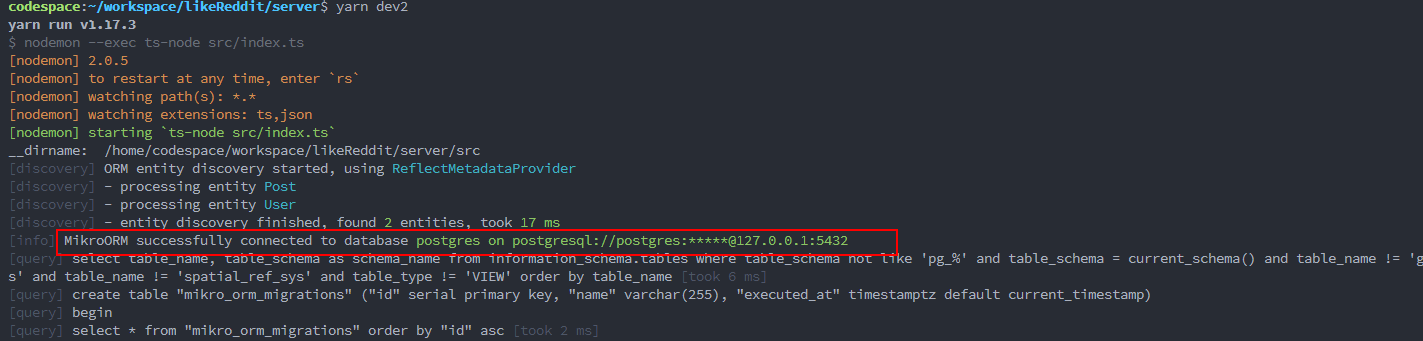 codespace:~/workspace/likeReddit/server$ yarn dev2
yarn run v1.17.3
$ nodemon --exec ts-node src/index.ts
[nodemon] 2.0.5
[nodemon] to restart at any time, enter `rs`
[nodemon] watching path(s): *.*
[nodemon] watching extensions: ts,json
[nodemon] starting `ts-node src/index.ts`
__dirname:  /home/codespace/workspace/likeReddit/server/src
[discovery] ORM entity discovery started, using ReflectMetadataProvider
[discovery] - processing entity Post
[discovery] - processing entity User
[discovery] - entity discovery finished, found 2 entities, took 17 ms
[info] MikroORM successfully connected to database postgres on postgresql://postgres:*****@127.0.0.1:5432
[query] select table_name, table_schema as schema_name from information_schema.tables where table_schema not like 'pg_%' and table_schema = current_schema() and table_name != 'g
s' and table_name != 'spatial_ref_sys' and table_type != 'VIEW' order by table_name [took 6 ms]
[query] create table "mikro_orm_migrations" ("id" serial primary key, "name" varchar(255), "executed_at" timestamptz default current_timestamp)
[query] begin
[query] select * from "mikro_orm_migrations" order by "id" asc [took 2 ms]